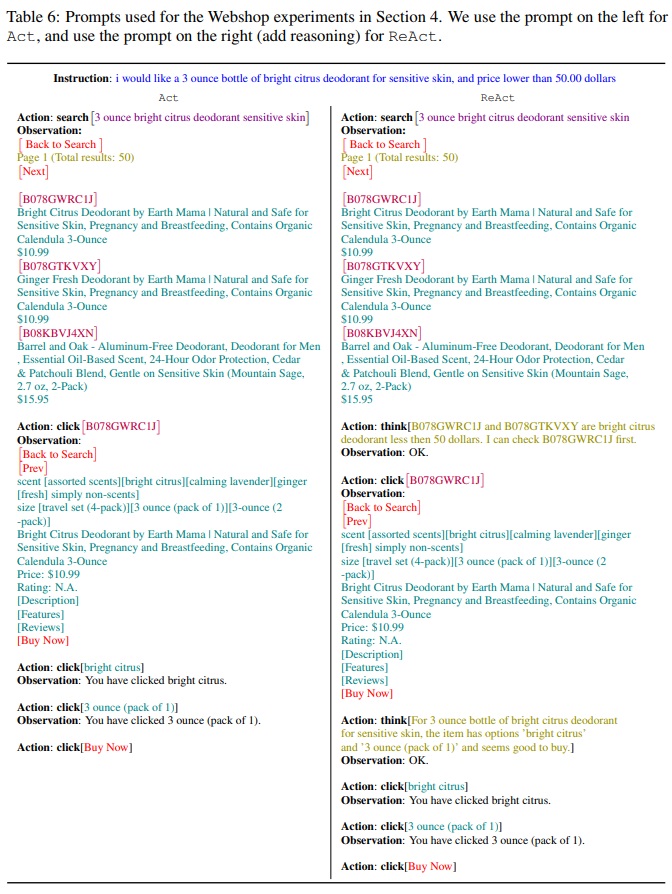 Table 6: Prompts used for the Webshop experiments in Section 4. We use the prompt on the left for
Act, and use the prompt on the right (add reasoning) for ReAct.
Instruction: i would like a 3 ounce bottle of bright citrus deodorant for sensitive skin, and price lower than 50.00 dollars
Act
Action: search [3 ounce bright citrus deodorant sensitive skin]
Observation:
[ Back to Search ]
Page 1 (Total results: 50)
[Next]
[B078GWRC1J]
Bright Citrus Deodorant by Earth Mama | Natural and Safe for
Sensitive Skin, Pregnancy and Breastfeeding, Contains Organic
Calendula 3-Ounce
$10.99
[B078GTKVXY]
Ginger Fresh Deodorant by Earth Mama | Natural and Safe for
Sensitive Skin, Pregnancy and Breastfeeding, Contains Organic
Calendula 3-Ounce
$10.99
[B08KBVJ4XN]
Barrel and Oak - Aluminum-Free Deodorant, Deodorant for Men
, Essential Oil-Based Scent, 24-Hour Odor Protection, Cedar
& Patchouli Blend, Gentle on Sensitive Skin (Mountain Sage,
2.7 oz, 2-Pack)
$15.95
Action: click [B078GWRC1J]
Observation:
[Back to Search]
[Prev]
scent [assorted scents][bright citrus][calming lavender][ginger
[fresh] simply non-scents]
size [travel set (4-pack)][3 ounce (pack of 1)][3-ounce (2
-pack)]
Bright Citrus Deodorant by Earth Mama | Natural and Safe for
Sensitive Skin, Pregnancy and Breastfeeding, Contains Organic
Calendula 3-Ounce
Price: $10.99
Rating: N.A.
[Description]
[Features]
[Reviews]
[Buy Now]
Action: click[bright citrus]
Observation: You have clicked bright citrus.
Action: click[3 ounce (pack of 1)]
Observation: You have clicked 3 ounce (pack of 1).
Action: click[Buy Now]
ReAct
Action: search [3 ounce bright citrus deodorant sensitive skin
Observation:
[ Back to Search ]
Page 1 (Total results: 50)
[Next]
[B078GWRC1J]
Bright Citrus Deodorant by Earth Mama | Natural and Safe for
Sensitive Skin, Pregnancy and Breastfeeding, Contains Organic
Calendula 3-Ounce
$10.99
[B078GTKVXY]
Ginger Fresh Deodorant by Earth Mama | Natural and Safe for
Sensitive Skin, Pregnancy and Breastfeeding, Contains Organic
Calendula 3-Ounce
$10.99
[B08KBVJ4XN]
Barrel and Oak - Aluminum-Free Deodorant, Deodorant for Men
, Essential Oil-Based Scent, 24-Hour Odor Protection, Cedar
& Patchouli Blend, Gentle on Sensitive Skin (Mountain Sage,
2.7 oz, 2-Pack)
$15.95
Action: think[B078GWRC1J and B078GTKVXY are bright citrus
deodorant less then 50 dollars. I can check B078GWRC1J first.
Observation: OK.
Action: click [B078GWRC1J]
Observation:
[Back to Search]
[Prev]
scent [assorted scents][bright citrus][calming lavender][ginger
[fresh] simply non-scents]
size [travel set (4-pack)][3 ounce (pack of 1)][3-ounce (2
-pack)]
Bright Citrus Deodorant by Earth Mama | Natural and Safe for
Sensitive Skin, Pregnancy and Breastfeeding, Contains Organic
Calendula 3-Ounce
Price: $10.99
Rating: N.A.
[Description]
[Features]
[Reviews]
[Buy Now]
Action: think[For 3 ounce bottle of bright citrus deodorant
for sensitive skin, the item has options 'bright citrus'
and '3 ounce (pack of 1)' and seems good to buy.]
Observation: OK.
Action: click[bright citrus]
Observation: You have clicked bright citrus.
Action: click[3 ounce (pack of 1)]
Observation: You have clicked 3 ounce (pack of 1).
Action: click[Buy Now]